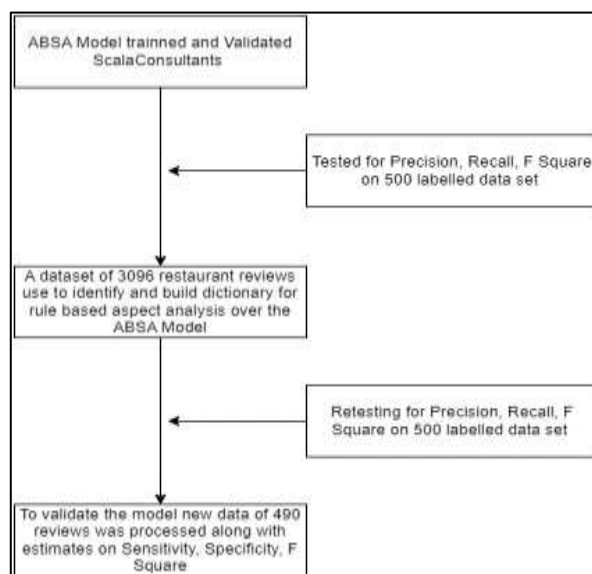 ABSA Model trainned and Validated
ScalaConsultants
Tested for Precision, Recall, F Square
on 500 labelled data set
A dataset of 3096 restaurant reviews
use to identify and build dictionary for
rule based aspect analysis over the
ABSA Model
Retesting for Precision, Recall, F
Square on 500 labelled data set
To validate the model new data of 490
reviews was processed along with
estimates on Sensitivity, Specificity, F
Square